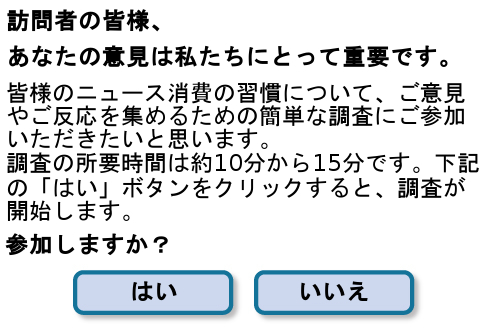 訪問者の皆様、
あなたの意見は私たちにとって重要です。
皆様のニュース消費の習慣について、ご意見
やご反応を集めるための簡単な調査にご参加
いただきたいと思います。
調査の所要時間は約10分から15分です。下記
の「はい」ボタンをクリックすると、調査が
開始します。
参加しますか？
はい
いいえ